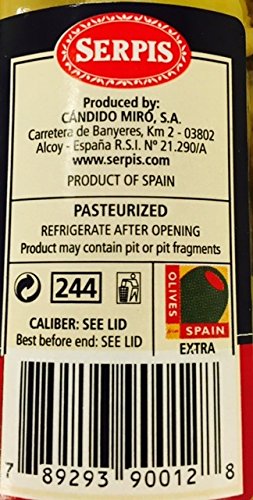 SERPIS
Produced by:
CÁNDIDO MIRÓ, S.A.
Carretera de Banyeres, Km 2 - 03802
Alcoy - España R.S.I. Nº 21.290/A
www.serpis.com
PRODUCT OF SPAIN
PASTEURIZED
REFRIGERATE AFTER OPENING
Product may contain pit or pit fragments
244
OLIVES
from SPAIN
EXTRA
CALIBER: SEE LID
Best before end: SEE LID
7 89293 90012 8